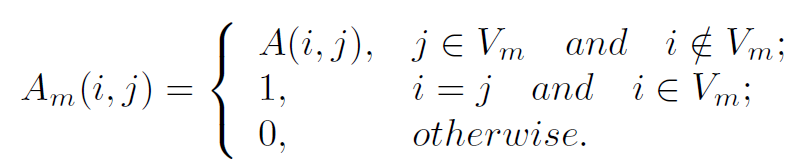 A(i, j), j ∈ V_m and i ∉ V_m;
A_m(i, j) = { 1, i = j and i ∈ V_m;
0, otherwise.